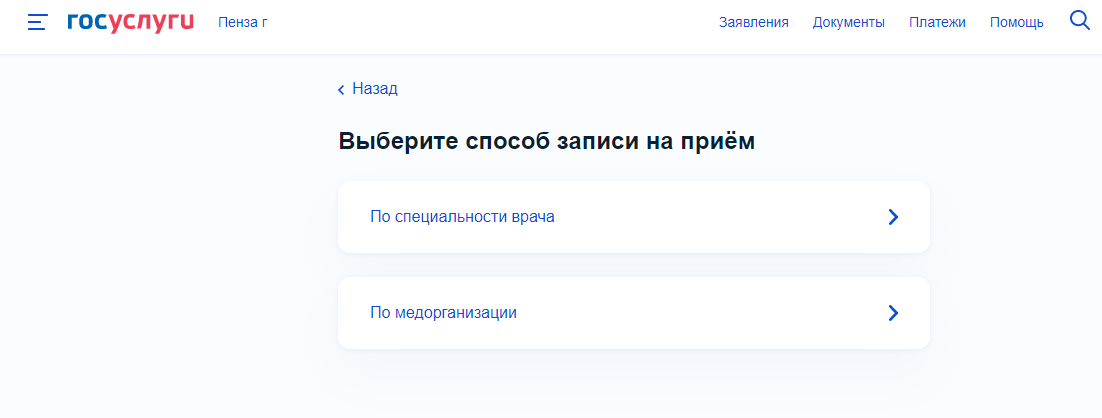 госуслуги Пенза г Заявления Документы Платежи Помощь
Назад
Выберите способ записи на приём
По специальности врача
По медорганизации